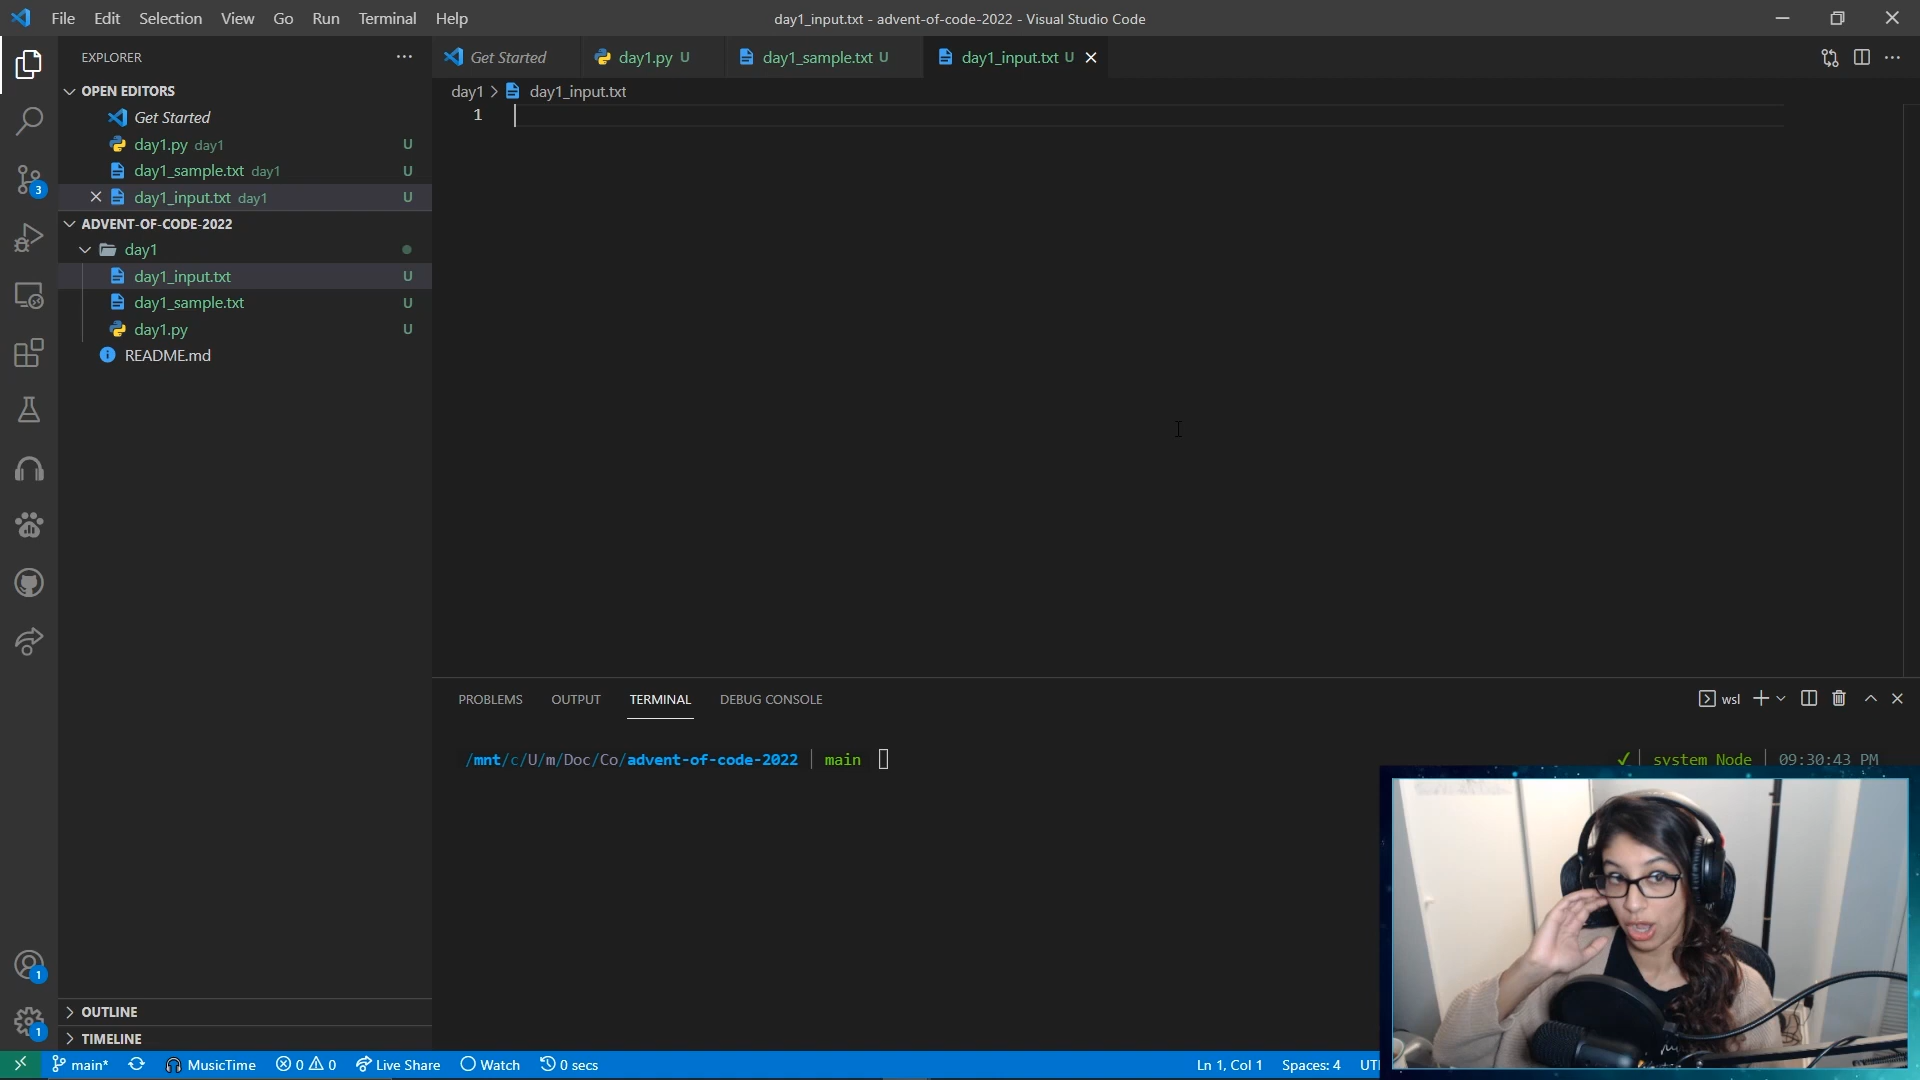 File Edit Selection View Go Run Terminal Help
day1_input.txt - advent-of-code-2022 - Visual Studio Code
EXPLORER
OPEN EDITORS
Get Started
day1.py day1 U
day1_sample.txt day1 U
day1_input.txt day1 U
ADVENT-OF-CODE-2022
day1
day1_input.txt U
day1_sample.txt U
day1.py U
README.md
OUTLINE
TIMELINE
3
1
1
Get Started day1.py U day1_sample.txt U day1_input.txt U
day1 > day1_input.txt
1
PROBLEMS OUTPUT TERMINAL DEBUG CONSOLE
wsl
/mnt/c/U/m/Doc/Co/advent-of-code-2022 | main
✓ | system Node | 09:30:43 PM
main* MusicTime 0 0 Live Share Watch 0 secs
Ln 1, Col 1 Spaces: 4